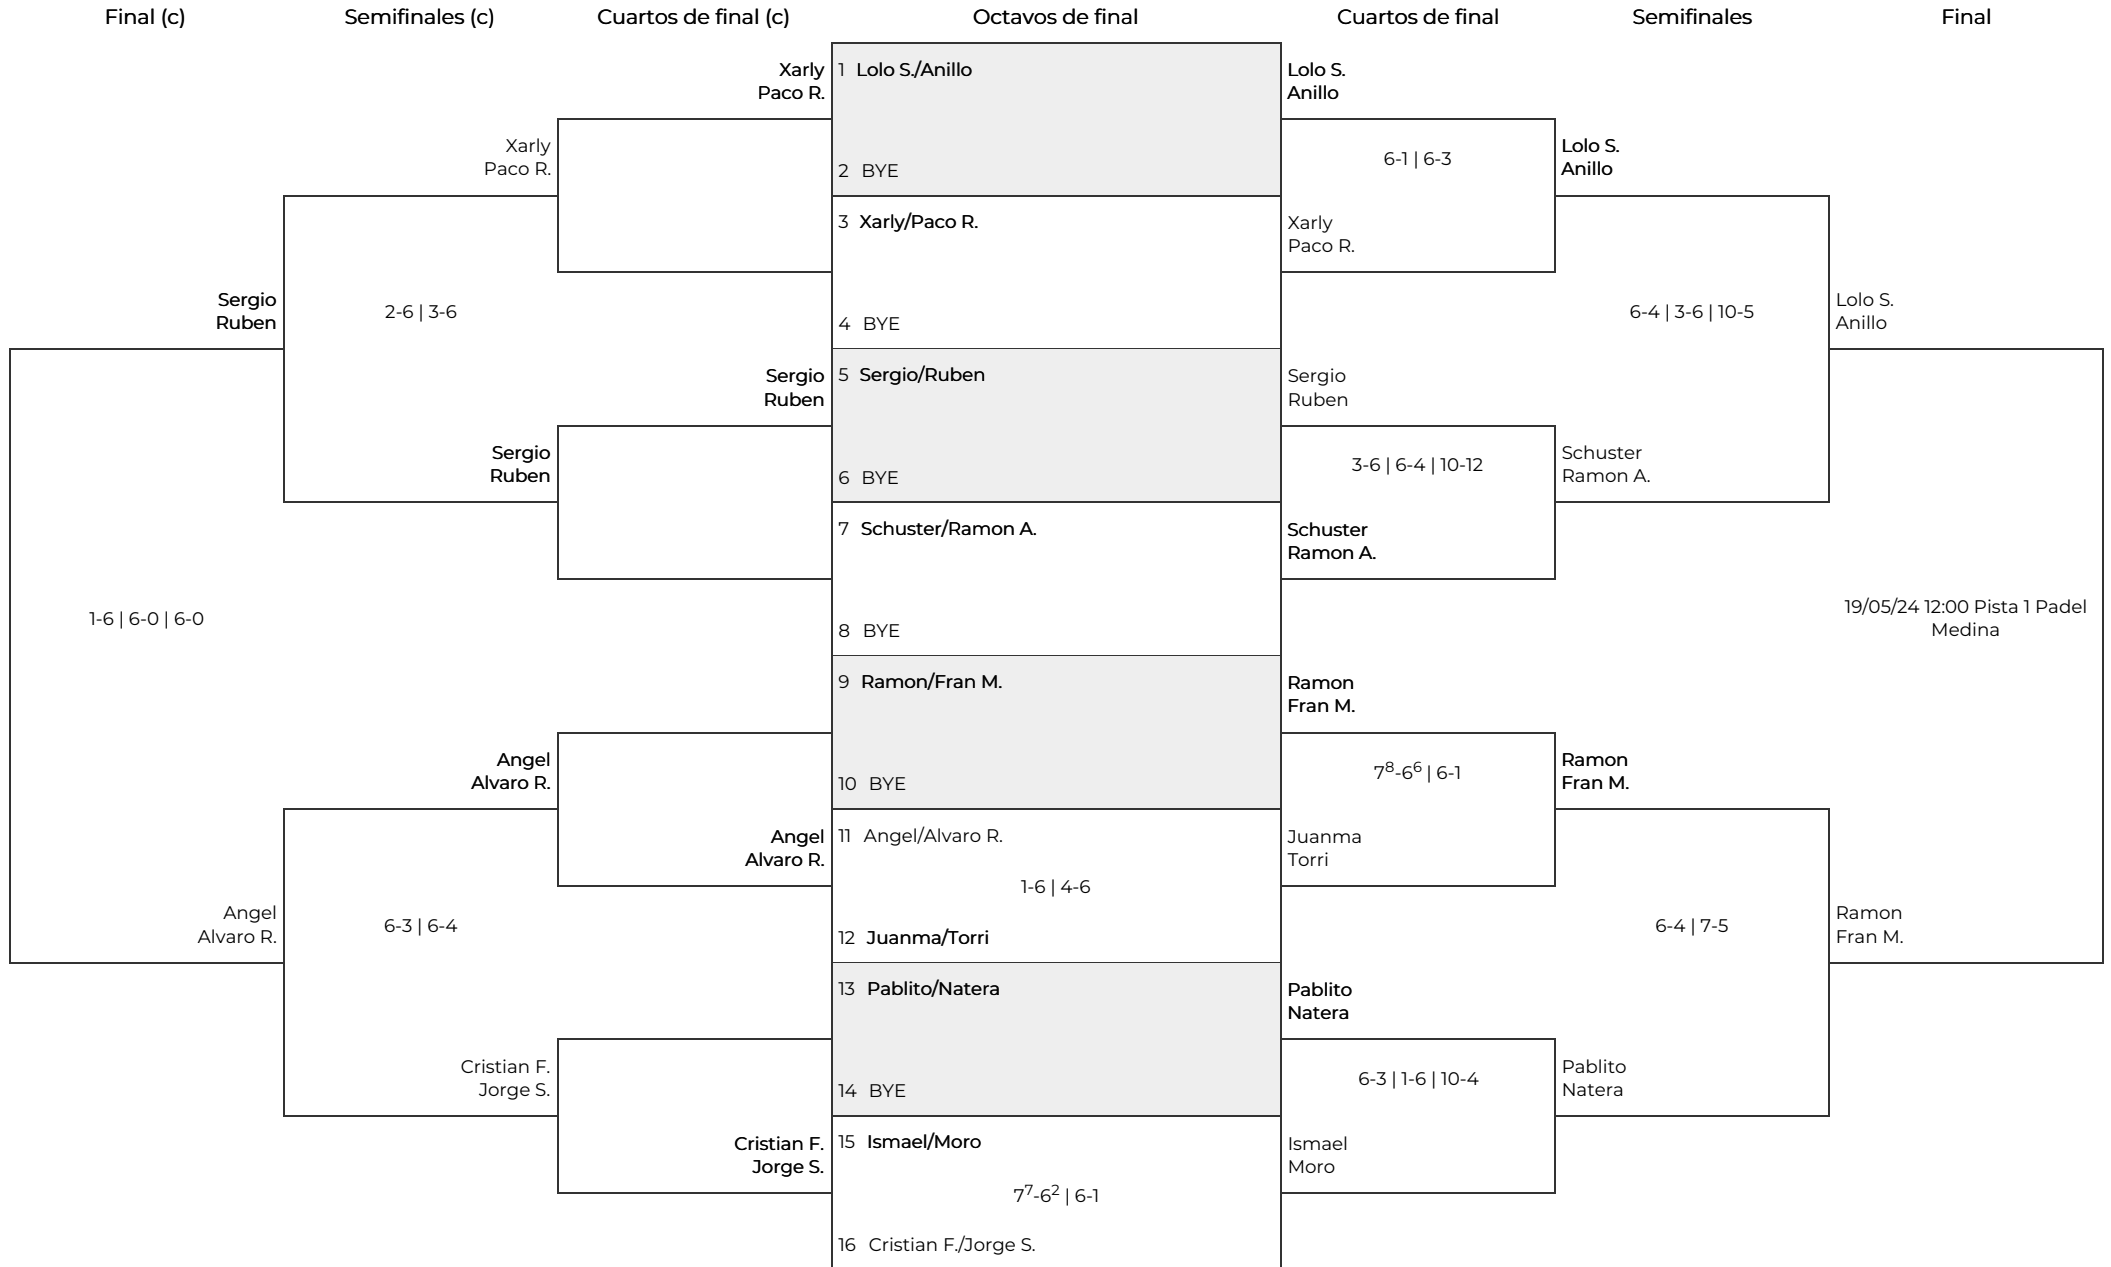 Final (c)
Semifinales (c)
Cuartos de final (c)
Octavos de final
Cuartos de final
Semifinales
Final
Sergio
Ruben
1-6 | 6-0 | 6-0
Angel
Alvaro R.
Xarly
Paco R.
2-6 | 3-6
Sergio
Ruben
Angel
Alvaro R.
6-3 | 6-4
Cristian F.
Jorge S.
Xarly
Paco R.
Sergio
Ruben
Angel
Alvaro R.
Cristian F.
Jorge S.
1 Lolo S./Anillo
2 BYE
3 Xarly/Paco R.
4 BYE
5 Sergio/Ruben
6 BYE
7 Schuster/Ramon A.
8 BYE
9 Ramon/Fran M.
10 BYE
11 Angel/Alvaro R.
1-6 | 4-6
12 Juanma/Torri
13 Pablito/Natera
14 BYE
15 Ismael/Moro
7⁷-6² | 6-1
16 Cristian F./Jorge S.
Lolo S.
Anillo
6-1 | 6-3
Xarly
Paco R.
Sergio
Ruben
3-6 | 6-4 | 10-12
Schuster
Ramon A.
Ramon
Fran M.
7⁸-6⁶ | 6-1
Juanma
Torri
Pablito
Natera
6-3 | 1-6 | 10-4
Ismael
Moro
Lolo S.
Anillo
6-4 | 3-6 | 10-5
Schuster
Ramon A.
Ramon
Fran M.
6-4 | 7-5
Pablito
Natera
Lolo S.
Anillo
19/05/24 12:00 Pista 1 Padel
Medina
Ramon
Fran M.